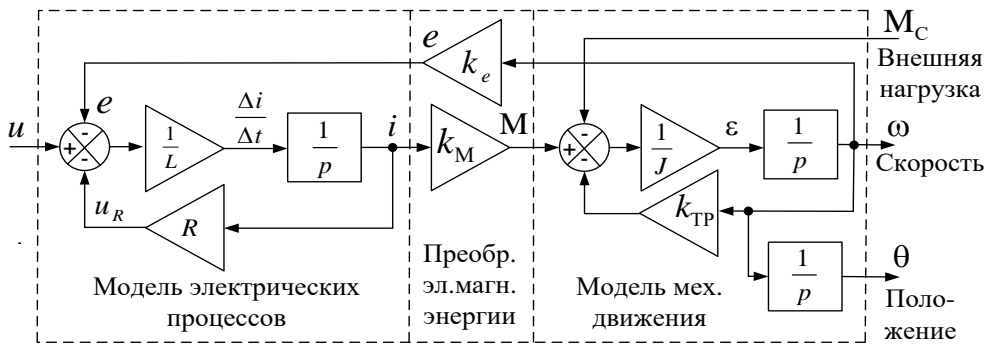 M_C
Внешняя
нагрузка
e
k_e
e
u
1/L
Δi/Δt
1/p
i
k_М
М
1/J
ε
1/p
ω
Скорость
u_R
R
k_ТР
1/p
θ
Поло-
жение
Модель электрических
процессов
Преобр.
эл.магн.
энергии
Модель мех.
движения